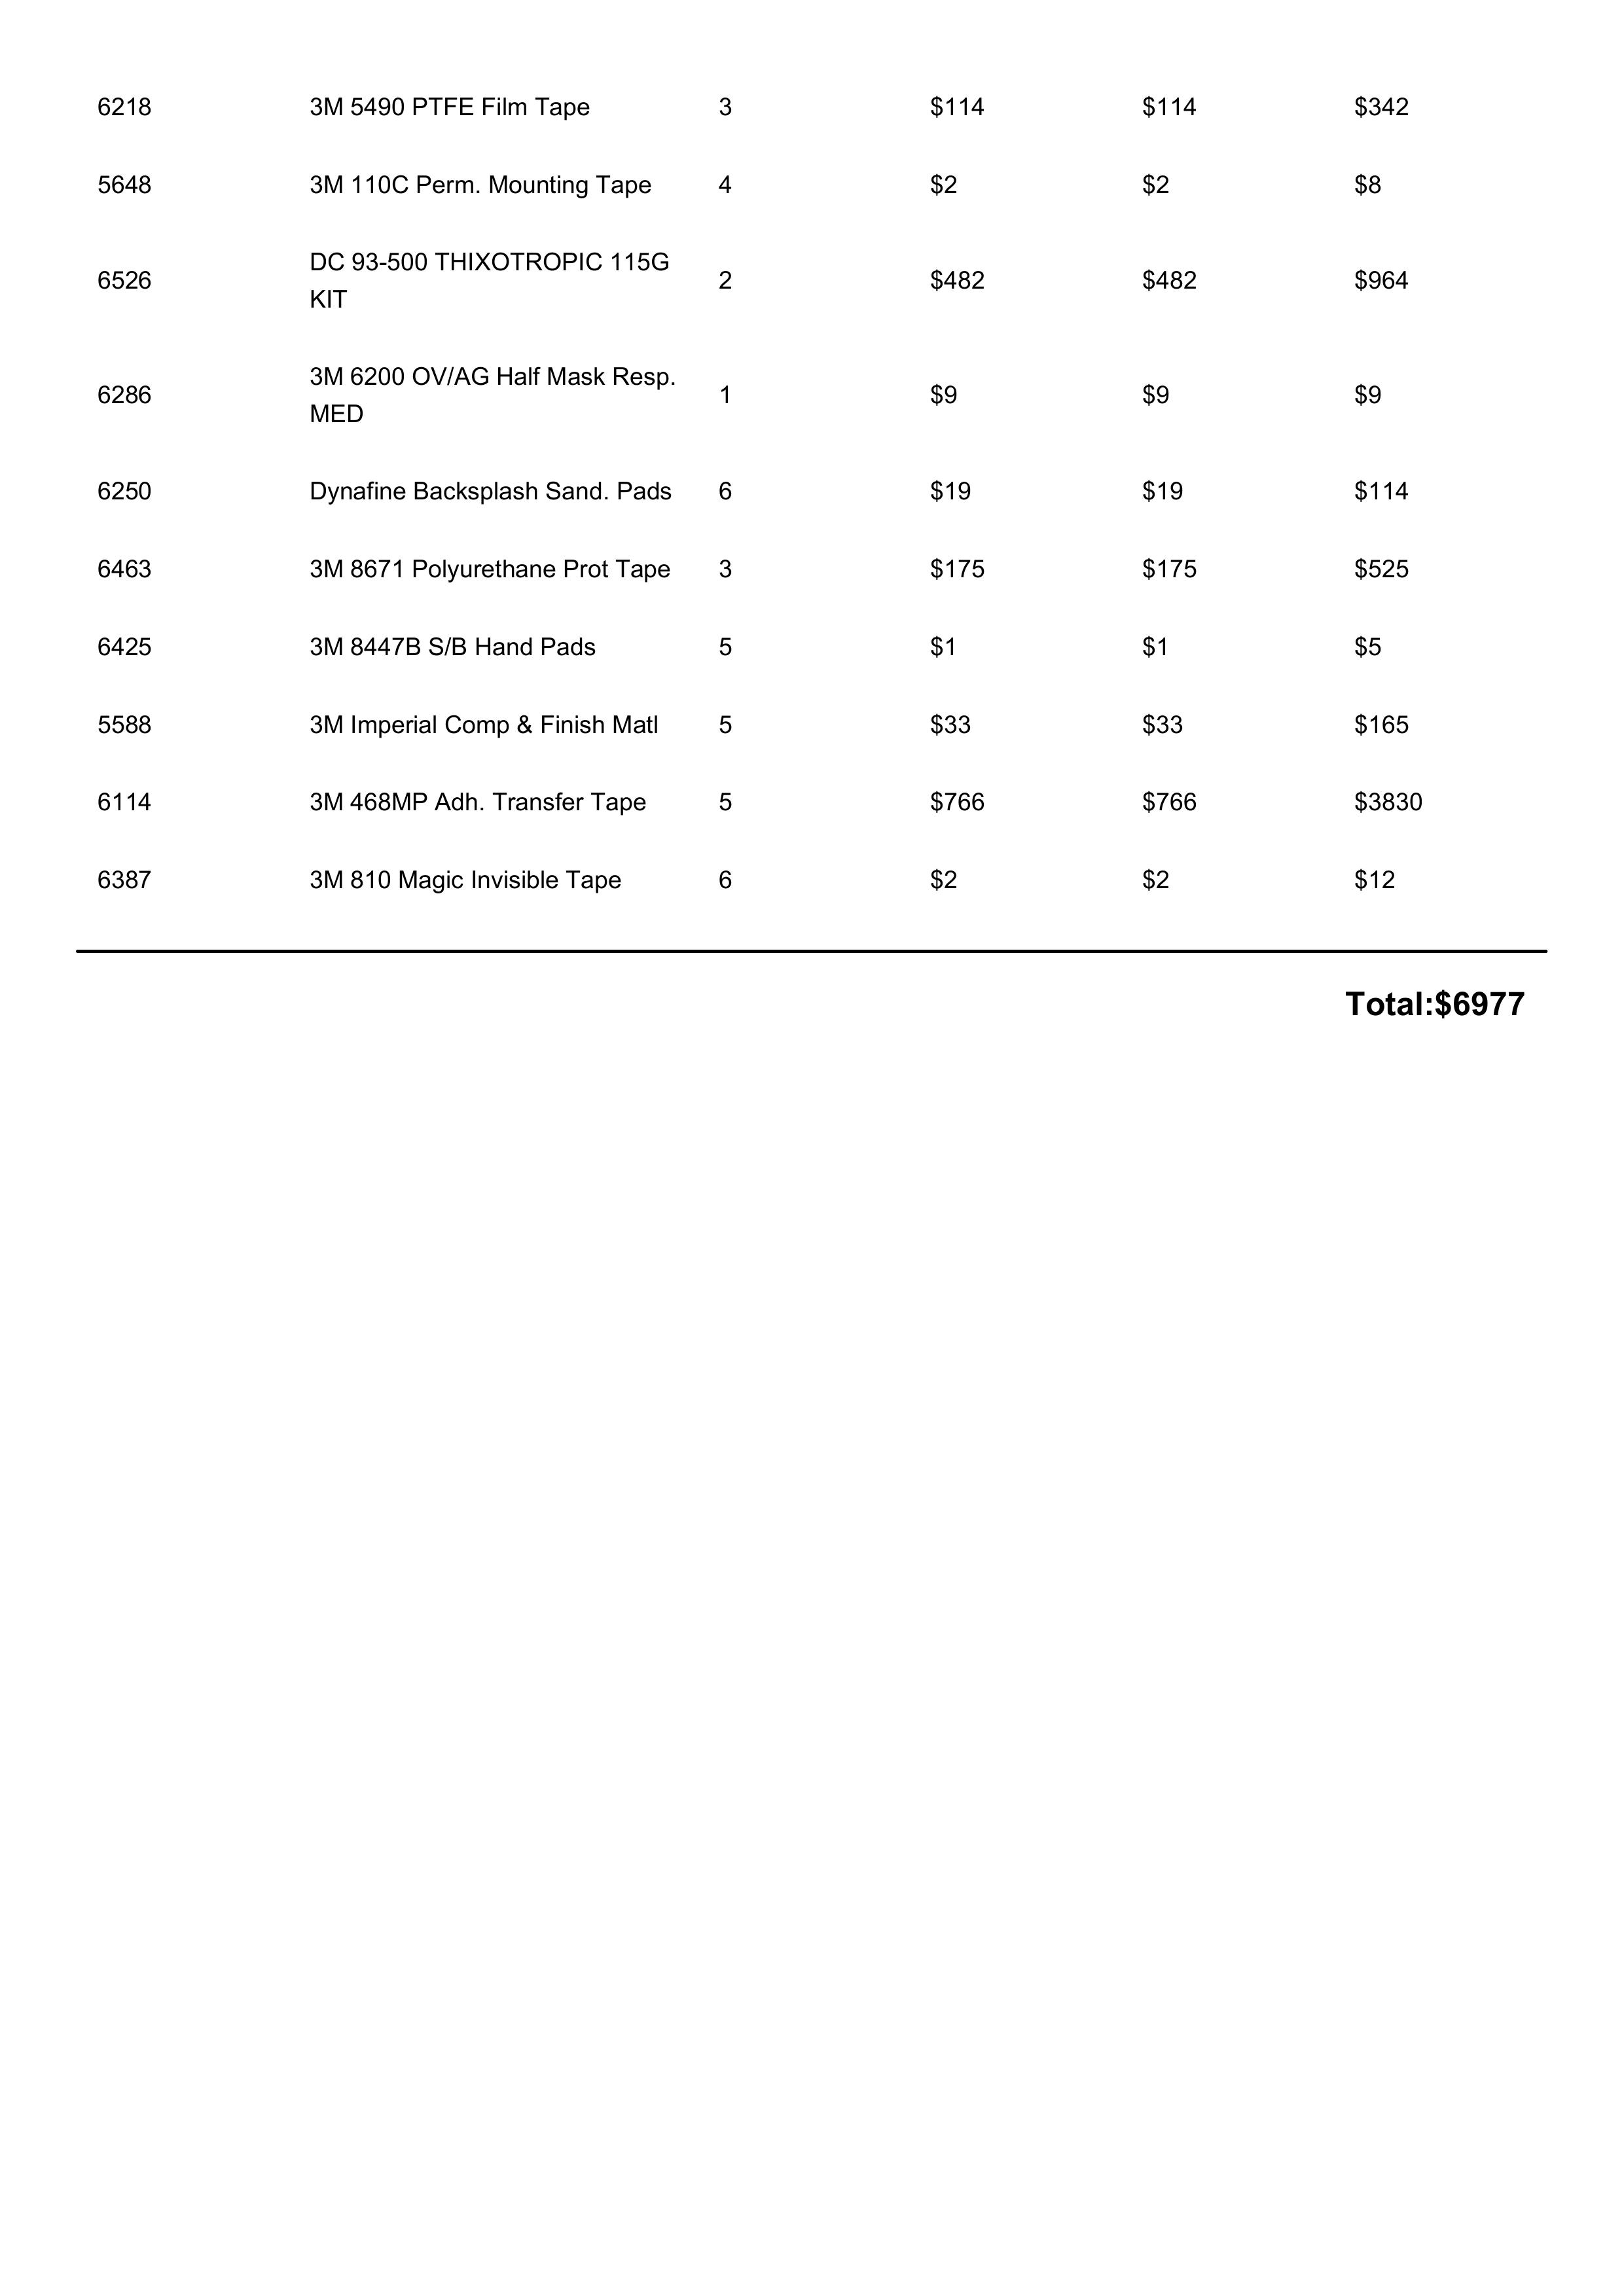 6218 3M 5490 PTFE Film Tape 3 $114 $114 $342
5648 3M 110C Perm. Mounting Tape 4 $2 $2 $8
6526 DC 93-500 THIXOTROPIC 115G 2 $482 $482 $964
KIT
6286 3M 6200 OV/AG Half Mask Resp. 1 $9 $9 $9
MED
6250 Dynafine Backsplash Sand. Pads 6 $19 $19 $114
6463 3M 8671 Polyurethane Prot Tape 3 $175 $175 $525
6425 3M 8447B S/B Hand Pads 5 $1 $1 $5
5588 3M Imperial Comp & Finish Matl 5 $33 $33 $165
6114 3M 468MP Adh. Transfer Tape 5 $766 $766 $3830
6387 3M 810 Magic Invisible Tape 6 $2 $2 $12
Total:$6977